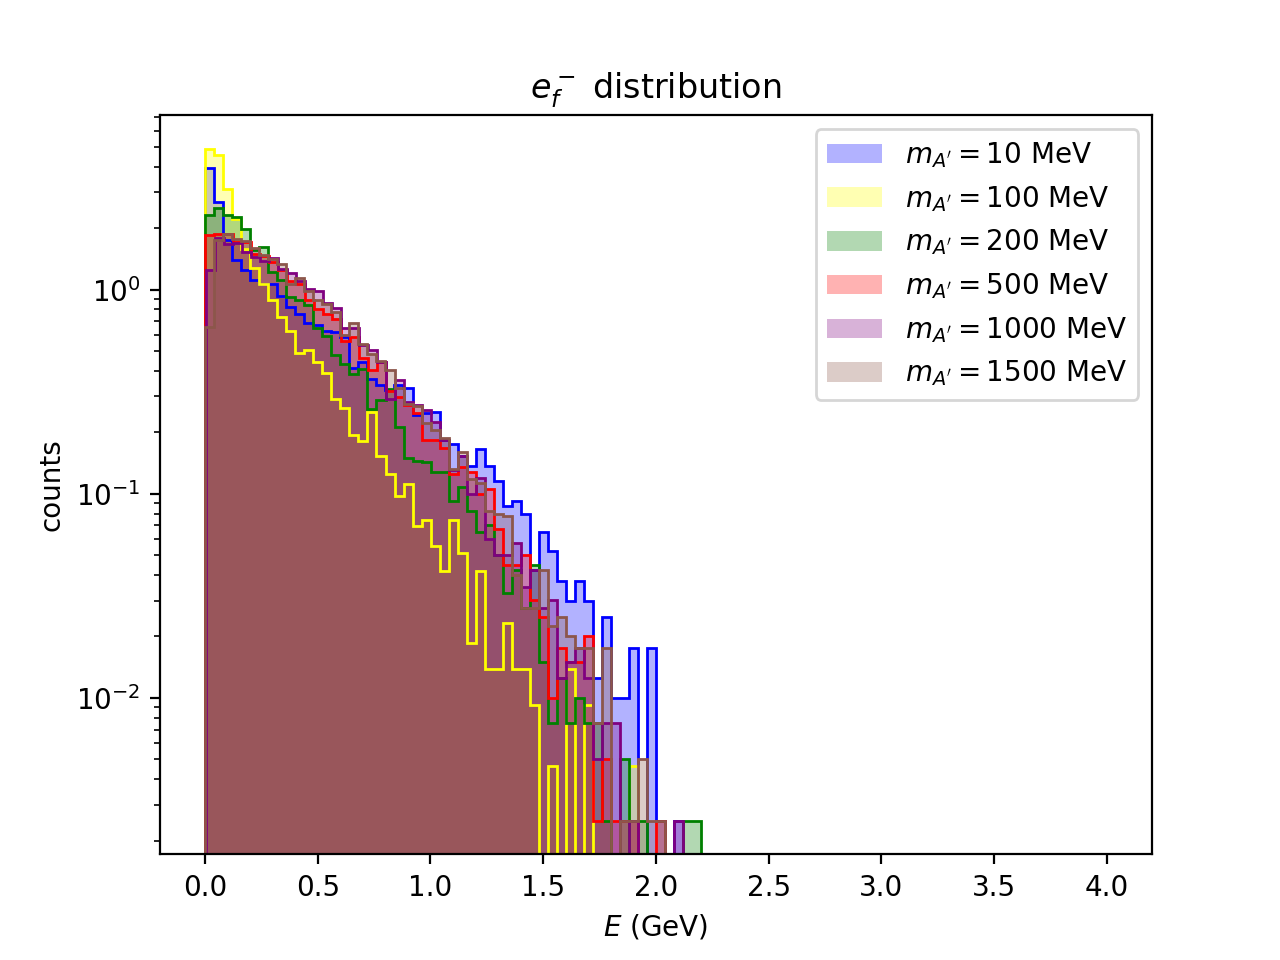 e_f^- distribution
counts
10^0
10^-1
10^-2
m_A' = 10 MeV
m_A' = 100 MeV
m_A' = 200 MeV
m_A' = 500 MeV
m_A' = 1000 MeV
m_A' = 1500 MeV
0.0 0.5 1.0 1.5 2.0 2.5 3.0 3.5 4.0
E (GeV)